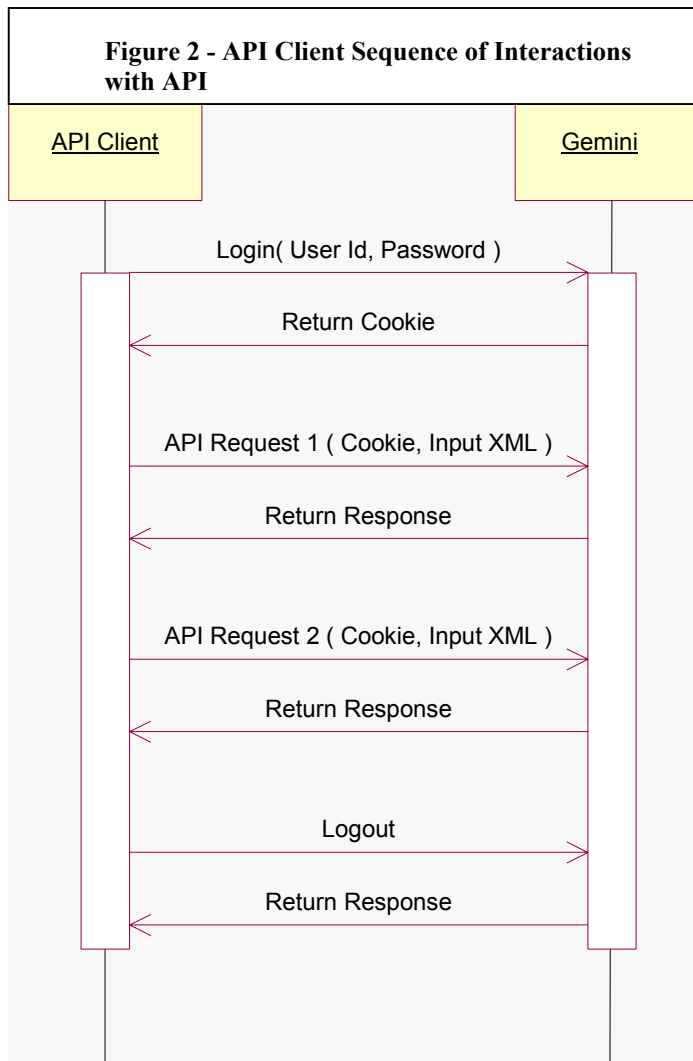 Figure 2 - API Client Sequence of Interactions
with API
API Client
Gemini
Login( User Id, Password )
Return Cookie
API Request 1 ( Cookie, Input XML )
Return Response
API Request 2 ( Cookie, Input XML )
Return Response
Logout
Return Response